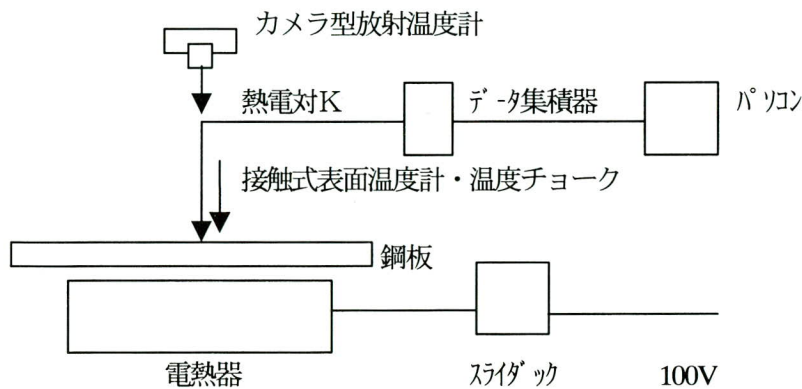 カメラ型放射温度計
熱電対K
ﾃﾞｰﾀ集積器
ﾊﾟｿｺﾝ
接触式表面温度計・温度チョーク
鋼板
電熱器
ｽﾗｲﾀﾞｯｸ
100V